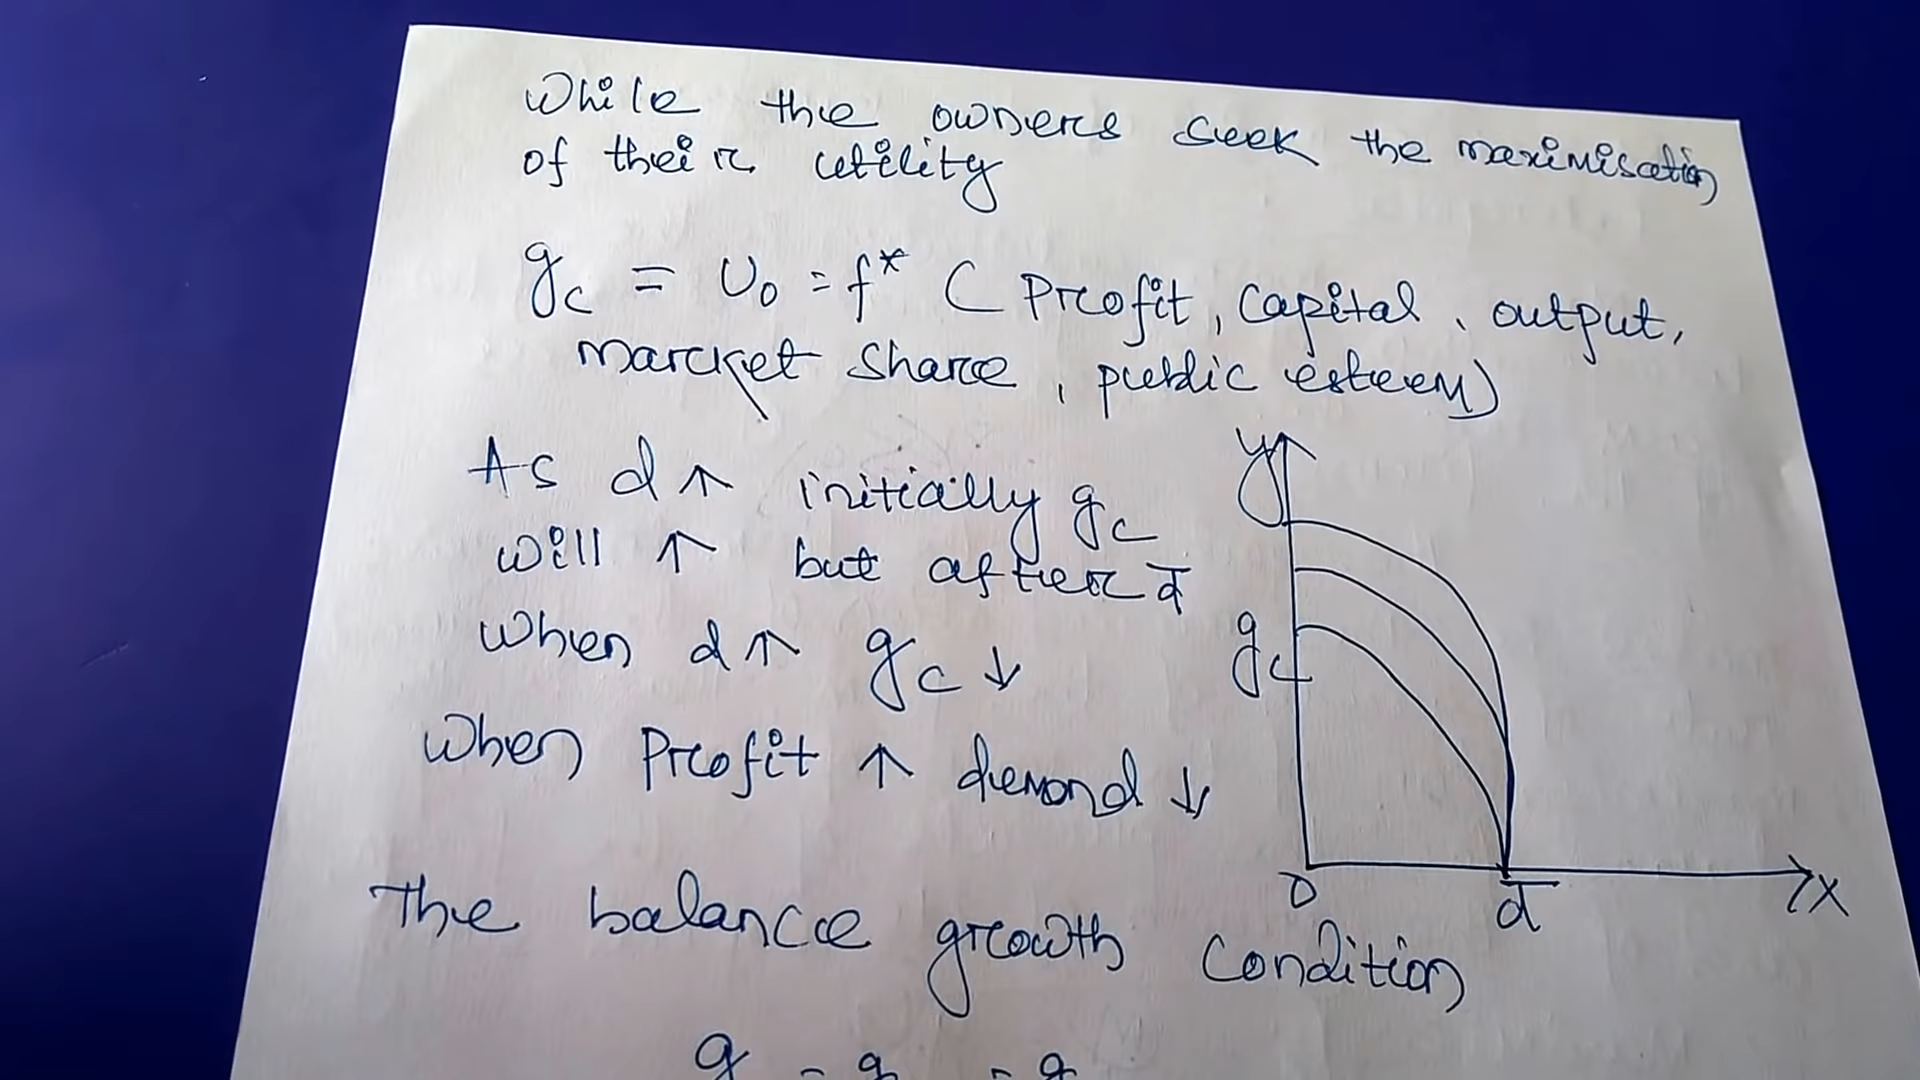 While the owners seek the maximisation
of their utility
gc = U0 = f* ( Profit, Capital, output,
market share, public esteem)
As d ↑ initially gc
will ↑ but after d̅
when d ↑ gc ↓
when Profit ↑ demand ↓
y
gc
0
d̅
x
The balance growth condition
g = g = g